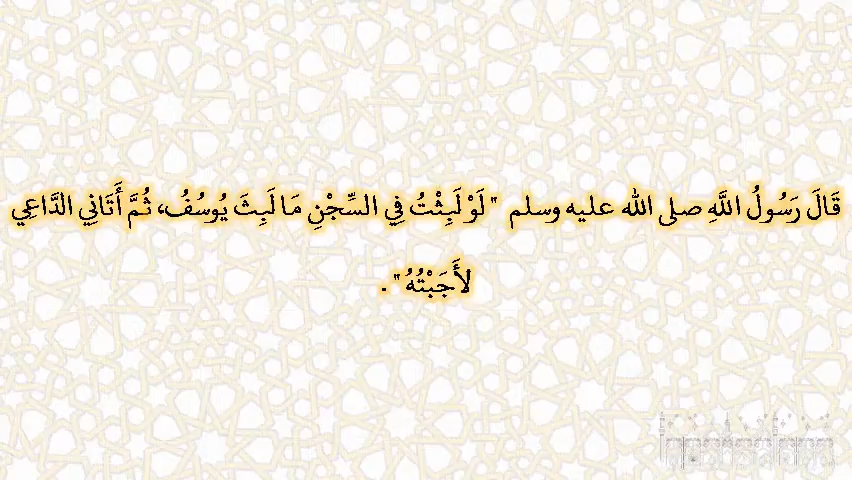 قَالَ رَسُولُ اللَّهِ صلى الله عليه وسلم " لَوْ لَبِثْتُ فِي السِّجْنِ مَا لَبِثَ يُوسُفُ، ثُمَّ أَتَانِي الدَّاعِي
لأَجَبْتُهُ " .